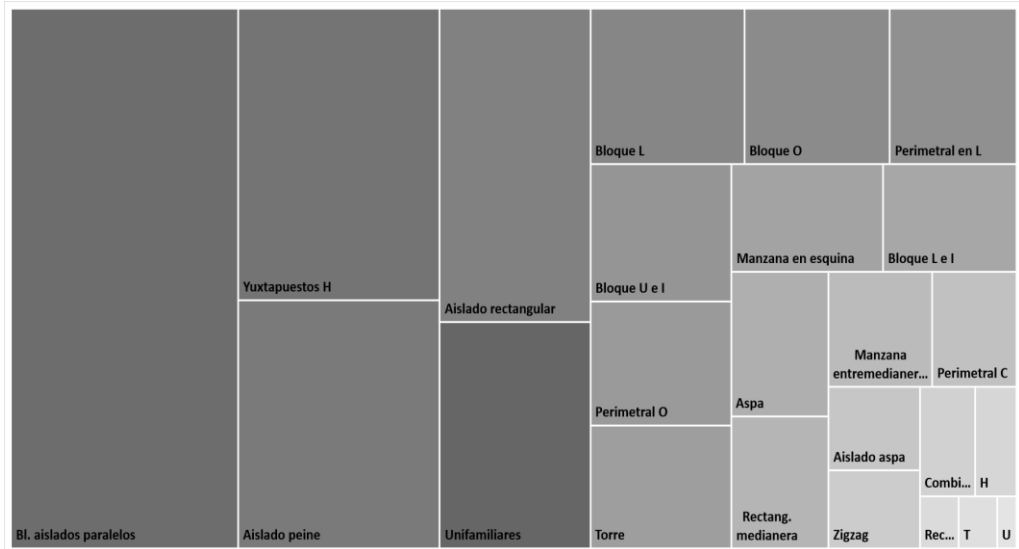 Bl. aislados paralelos
Yuxtapuestos H
Aislado peine
Aislado rectangular
Unifamiliares
Bloque L
Bloque O
Perimetral en L
Bloque U e I
Manzana en esquina
Bloque L e I
Perimetral O
Torre
Aspa
Rectang.
medianera
Manzana
entremedianer...
Perimetral C
Aislado aspa
Zigzag
Combi...
H
Rec...
T
U